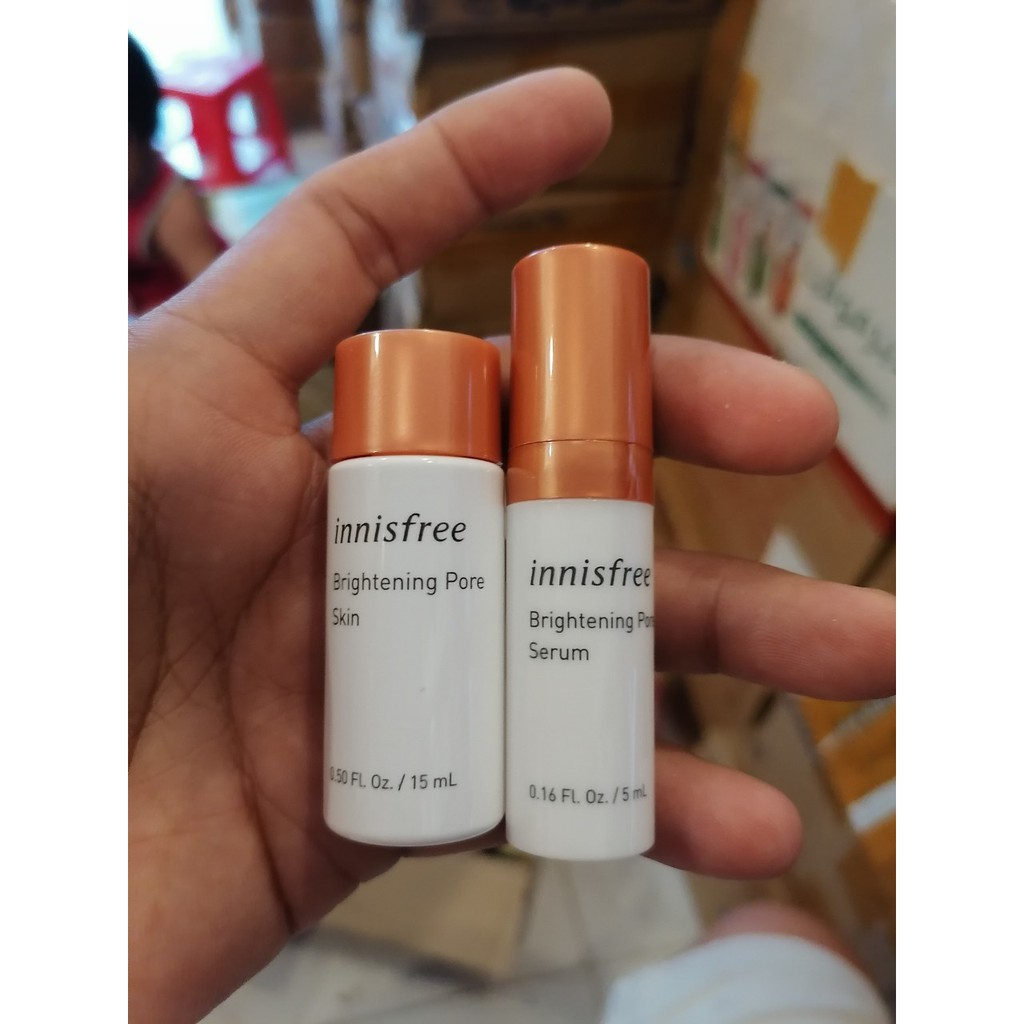 innisfree
Brightening Pore
Skin
0.50 FL. Oz. / 15 mL
innisfree
Brightening Pore
Serum
0.16 FL. Oz. / 5 mL